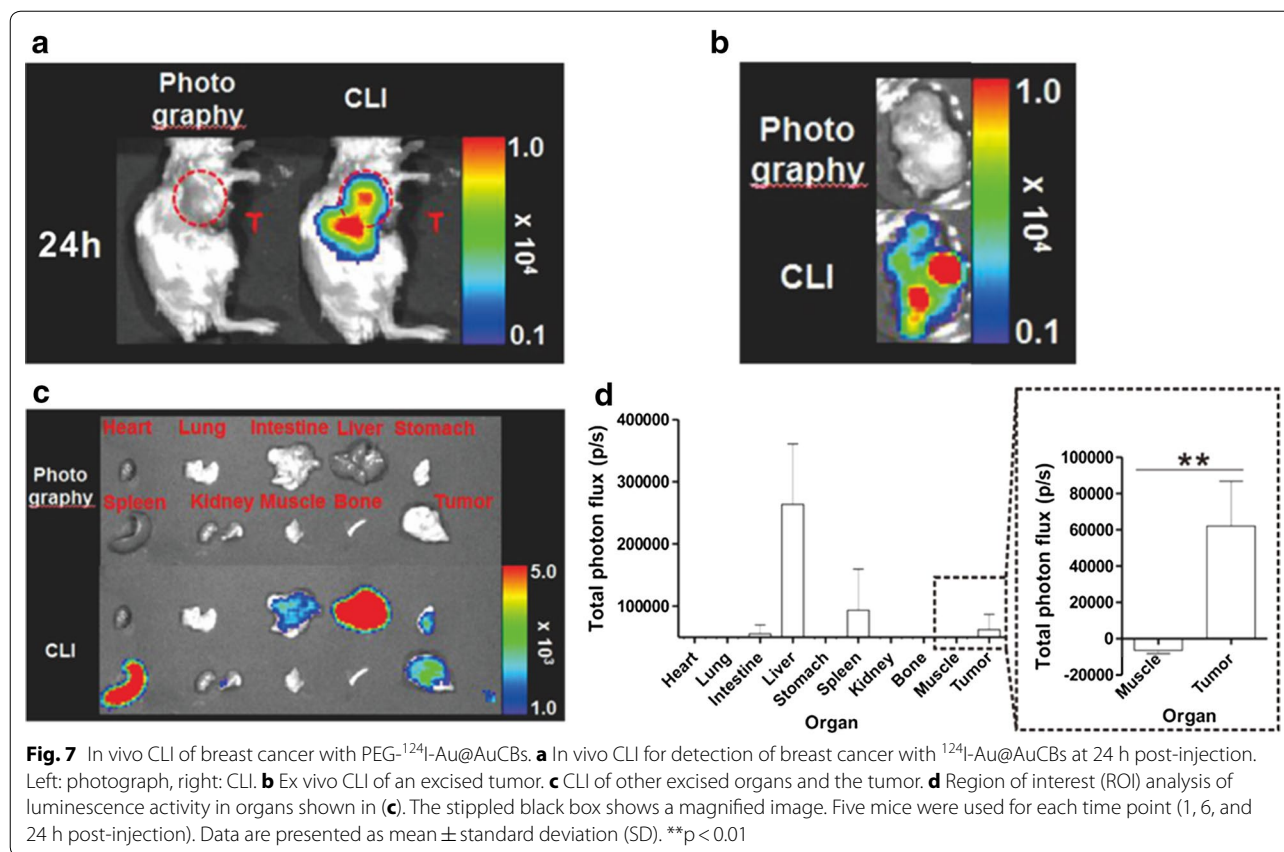 a
Photo
graphy
CLI
24h
T
T
1.0
x 10⁴
0.1
b
Photo
graphy
CLI
1.0
x 10⁴
0.1
c
Heart Lung Intestine Liver Stomach
Photo
graphy
Spleen Kidney Muscle Bone Tumor
CLI
5.0
x 10³
1.0
d
Total photon flux (p/s)
400000
300000
200000
100000
Heart
Lung
Intestine
Liver
Stomach
Spleen
Kidney
Bone
Muscle
Tumor
Organ
Total photon flux (p/s)
100000
80000
60000
40000
20000
0
-20000
**
Muscle
Tumor
Organ
Fig. 7 In vivo CLI of breast cancer with PEG-¹²⁴I-Au@AuCBs. a In vivo CLI for detection of breast cancer with ¹²⁴I-Au@AuCBs at 24 h post-injection.
Left: photograph, right: CLI. b Ex vivo CLI of an excised tumor. c CLI of other excised organs and the tumor. d Region of interest (ROI) analysis of
luminescence activity in organs shown in (c). The stippled black box shows a magnified image. Five mice were used for each time point (1, 6, and
24 h post-injection). Data are presented as mean ± standard deviation (SD). **p < 0.01